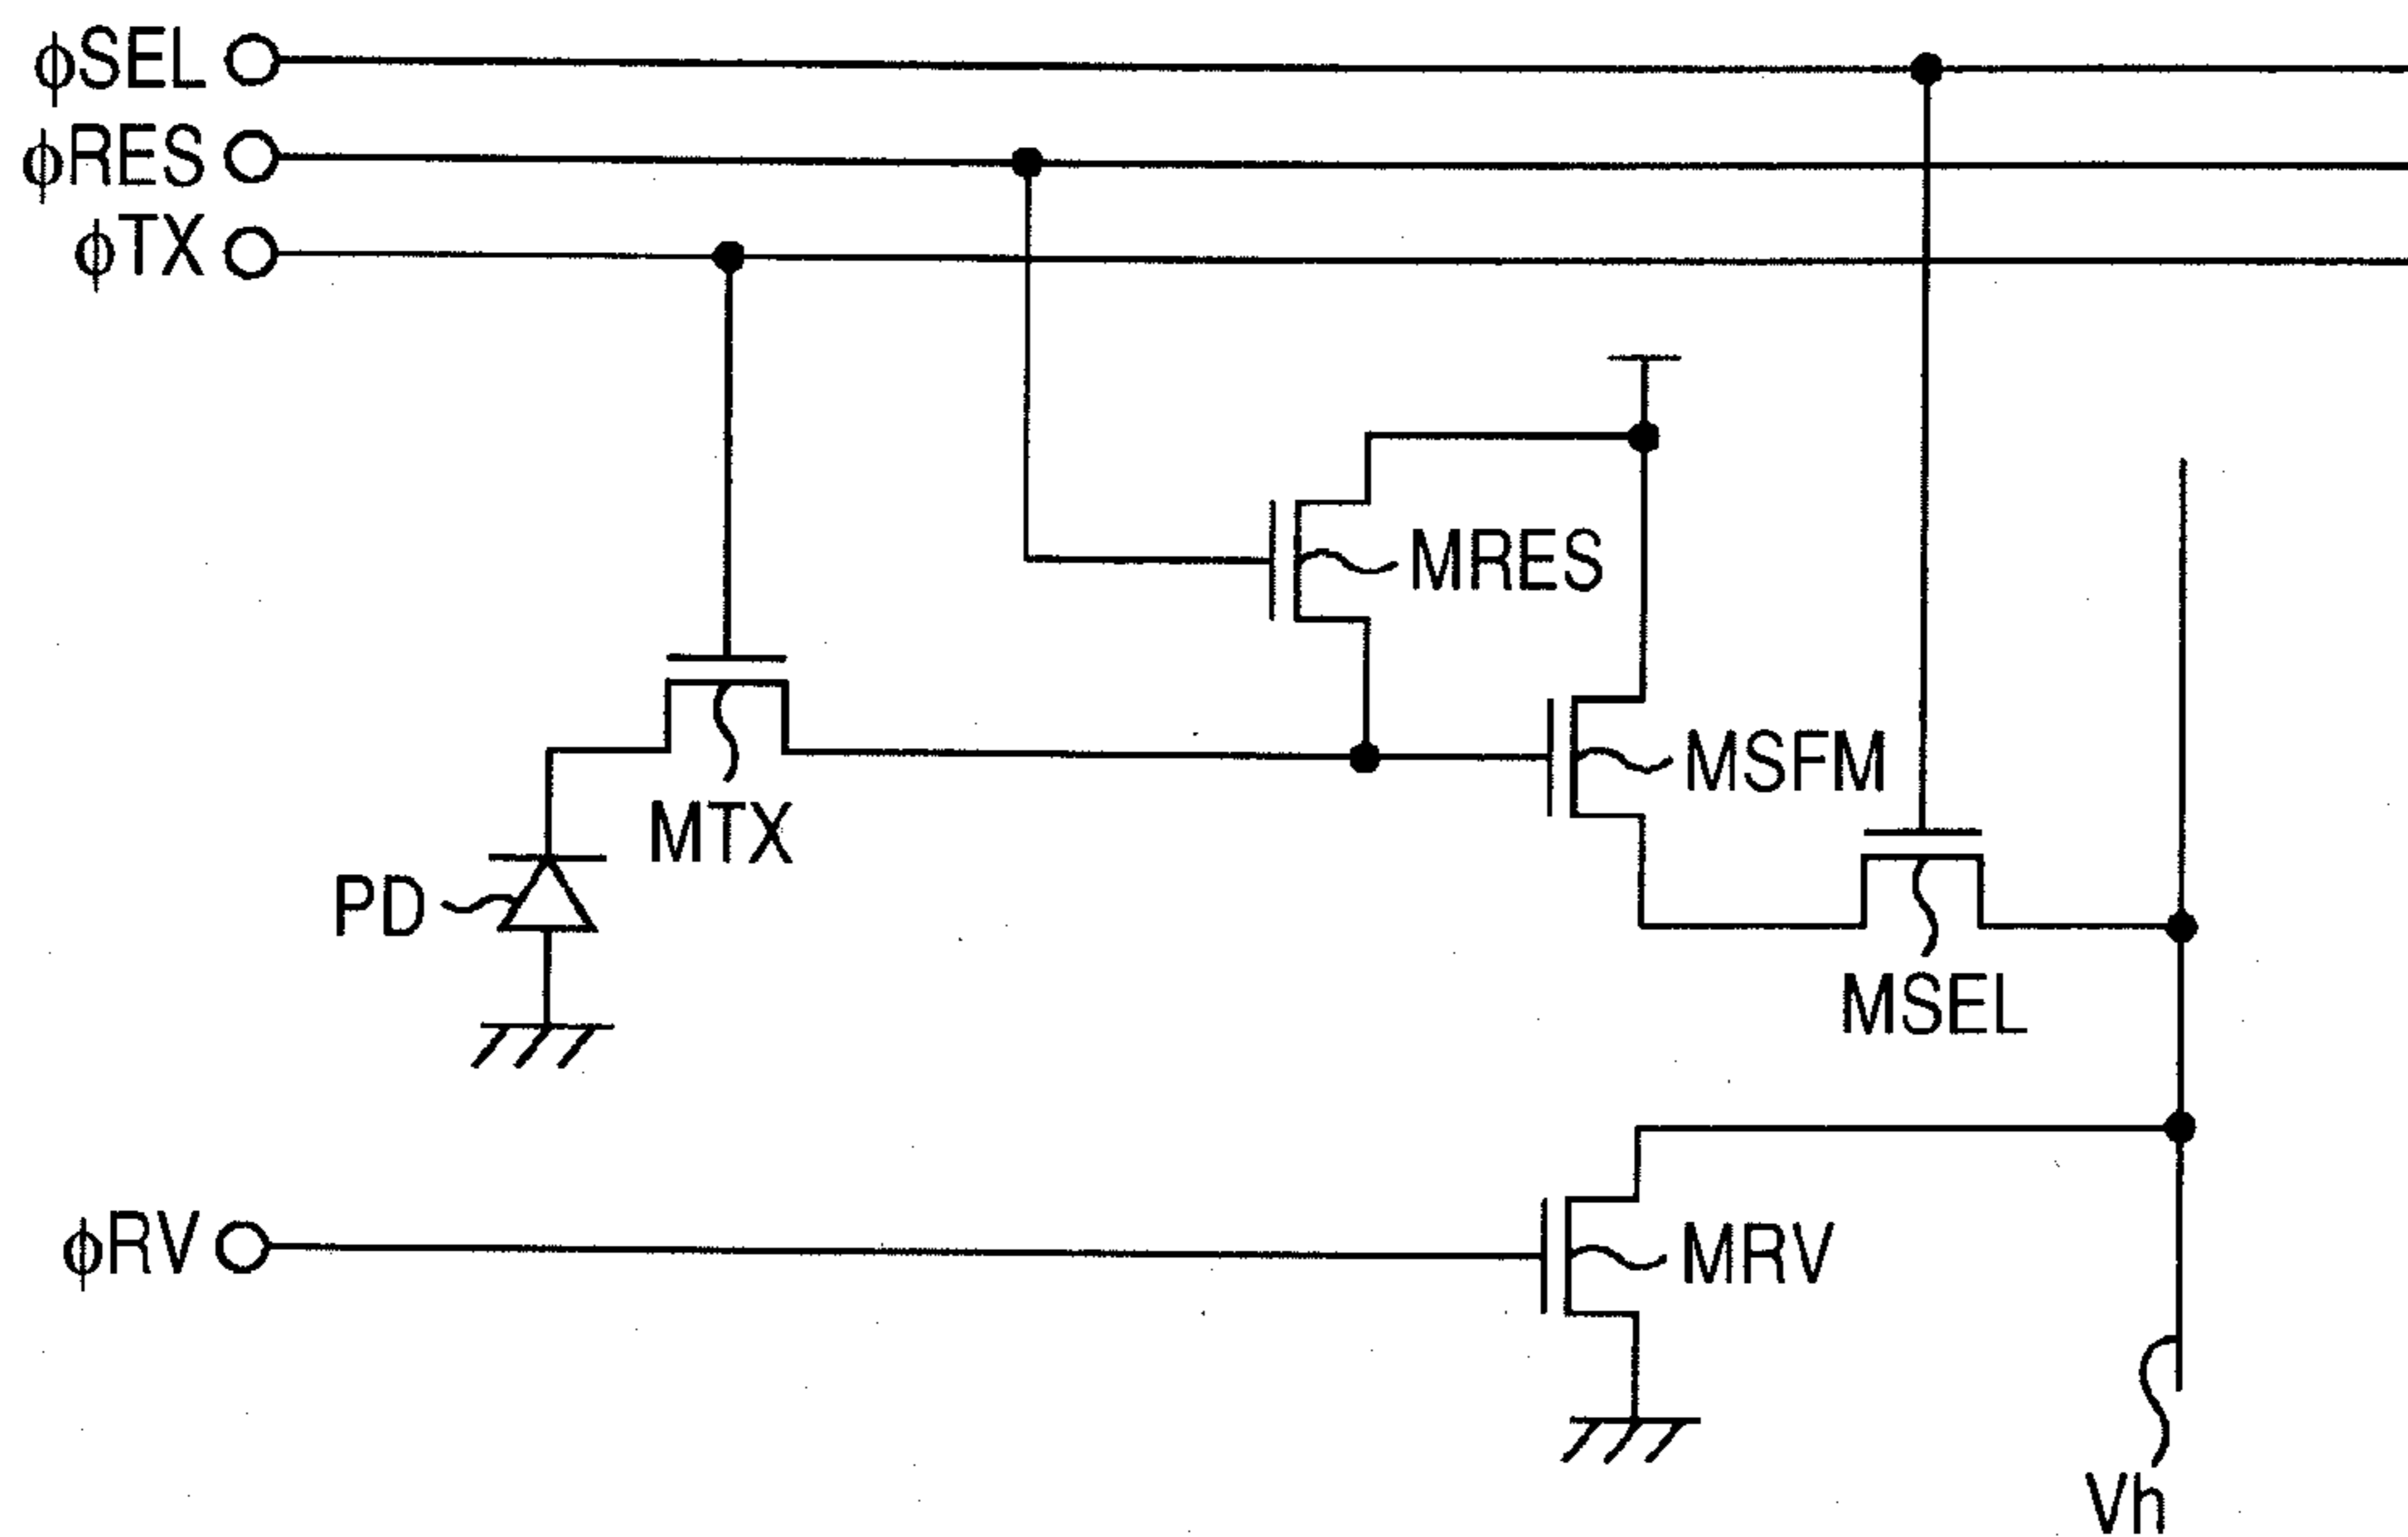 ϕSEL
ϕRES
ϕTX
MRES
MSFM
MTX
PD
MSEL
ϕRV
MRV
Vh